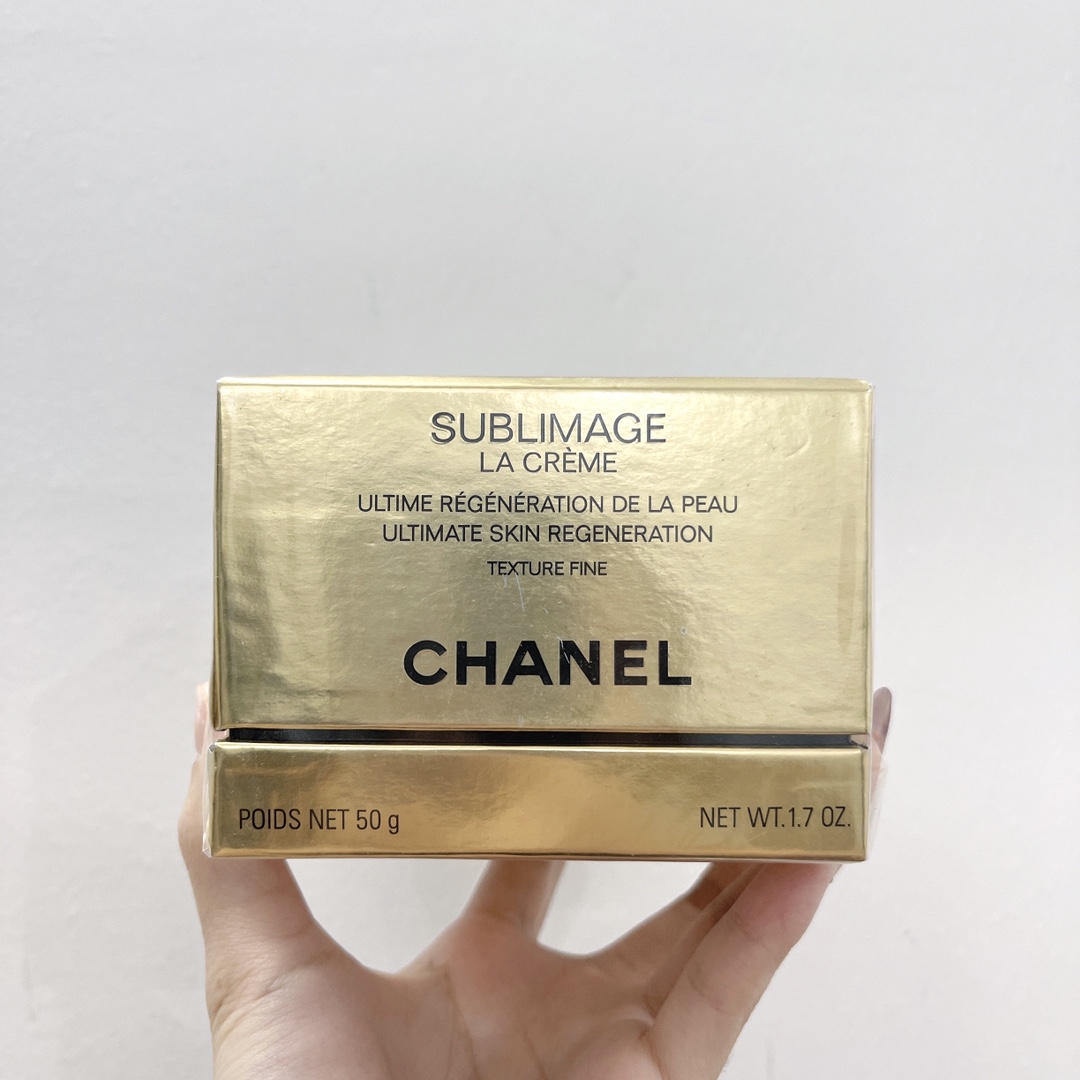 SUBLIMAGE
LA CRÈME
ULTIME RÉGÉNÉRATION DE LA PEAU
ULTIMATE SKIN REGENERATION
TEXTURE FINE
CHANEL
POIDS NET 50 g
NET WT.1.7 OZ.